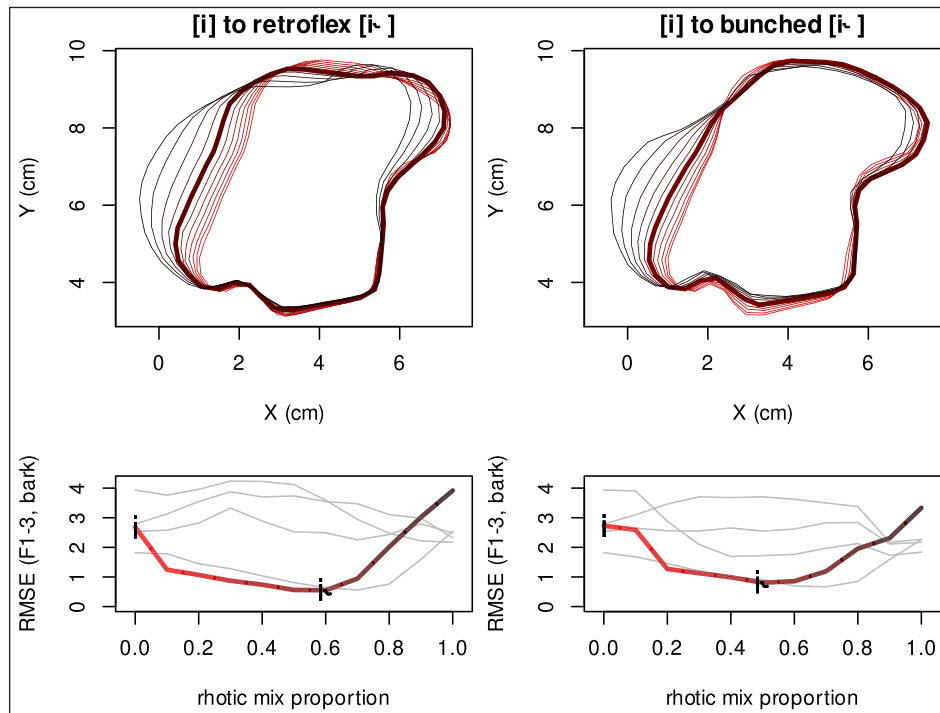 [i] to retroflex [i˞ ]
[i] to bunched [i˞ ]
10
8
6
4
Y (cm)
0 2 4 6
X (cm)
Y (cm)
8
6
4
0 2 4 6
X (cm)
RMSE (F1-3, bark)
4
3
2
1
0
i
i˞
0.0 0.2 0.4 0.6 0.8 1.0
rhotic mix proportion
RMSE (F1-3, bark)
4
3
2
1
0
i
i˞
0.0 0.2 0.4 0.6 0.8 1.0
rhotic mix proportion